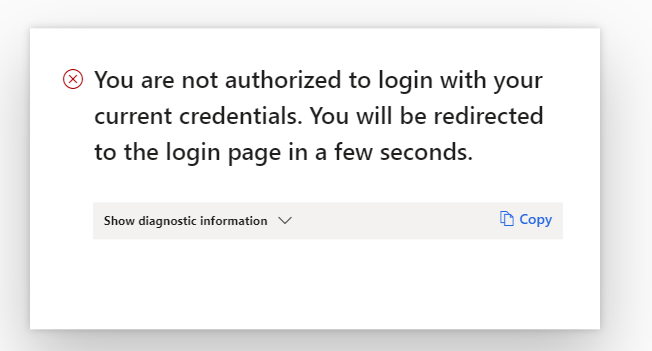 You are not authorized to login with your
current credentials. You will be redirected
to the login page in a few seconds.
Show diagnostic information
Copy